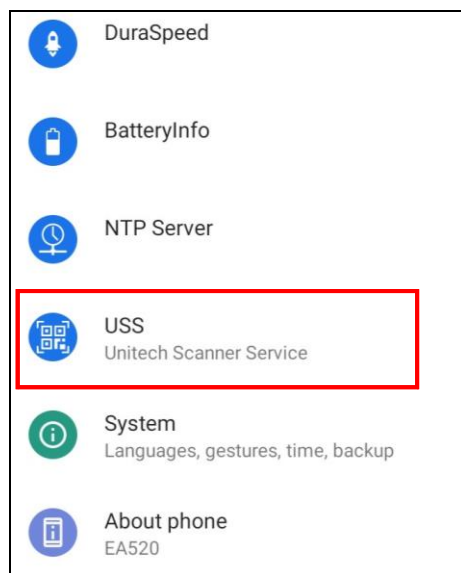 DuraSpeed
BatteryInfo
NTP Server
USS
Unitech Scanner Service
System
Languages, gestures, time, backup
About phone
EA520